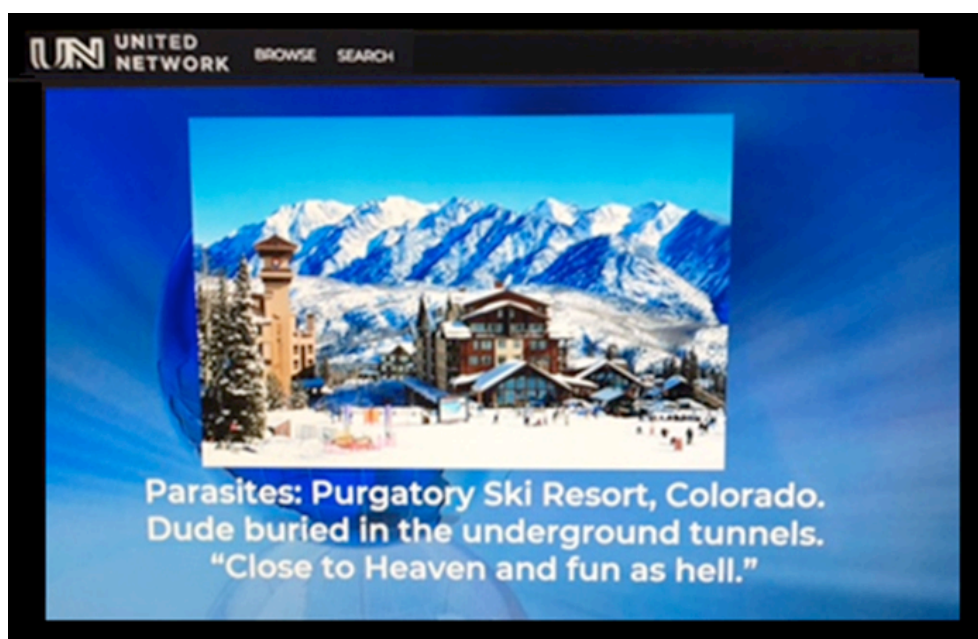 UN UNITED NETWORK BROWSE SEARCH
Parasites: Purgatory Ski Resort, Colorado.
Dude buried in the underground tunnels.
“Close to Heaven and fun as hell.”